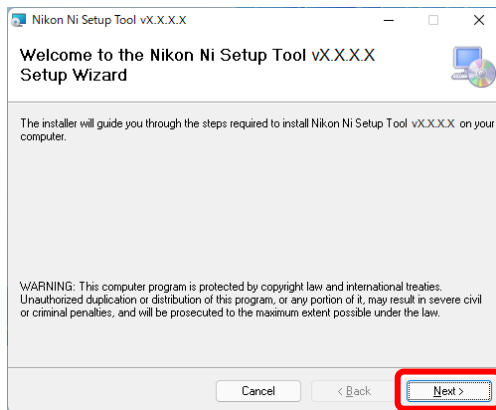 Nikon Ni Setup Tool vX.X.X.X
Welcome to the Nikon Ni Setup Tool vX.X.X.X
Setup Wizard
The installer will guide you through the steps required to install Nikon Ni Setup Tool vX.X.X.X on your
computer.
WARNING: This computer program is protected by copyright law and international treaties.
Unauthorized duplication or distribution of this program, or any portion of it, may result in severe civil
or criminal penalties, and will be prosecuted to the maximum extent possible under the law.
Cancel < Back Next >